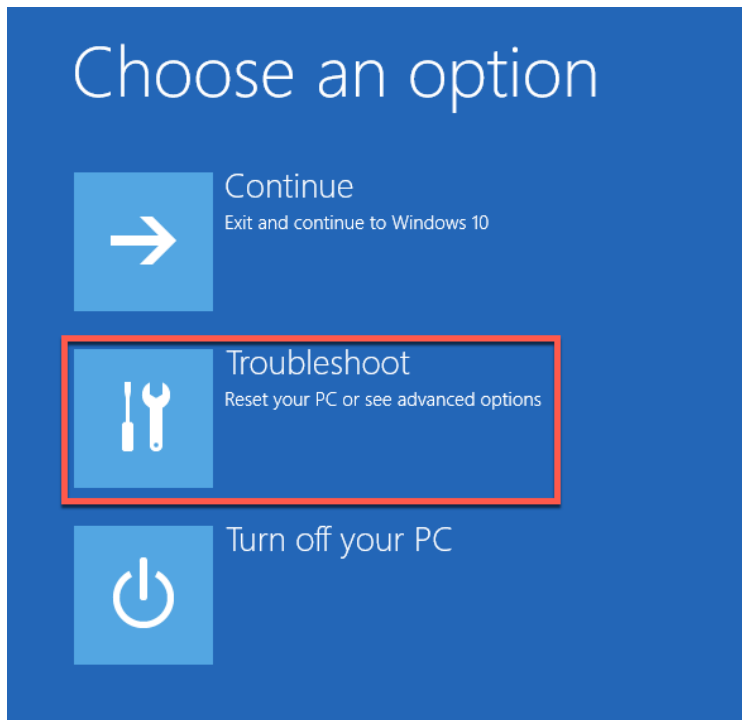 Choose an option
Continue
Exit and continue to Windows 10
Troubleshoot
Reset your PC or see advanced options
Turn off your PC